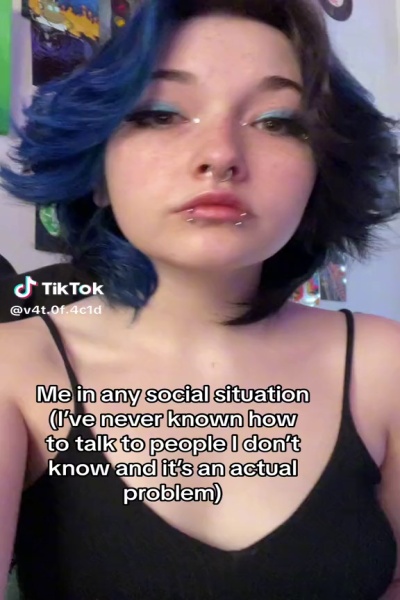 TikTok
@v4t.0f.4c1d
Me in any social situation
(I've never known how
to talk to people I don't
know and it's an actual
problem)